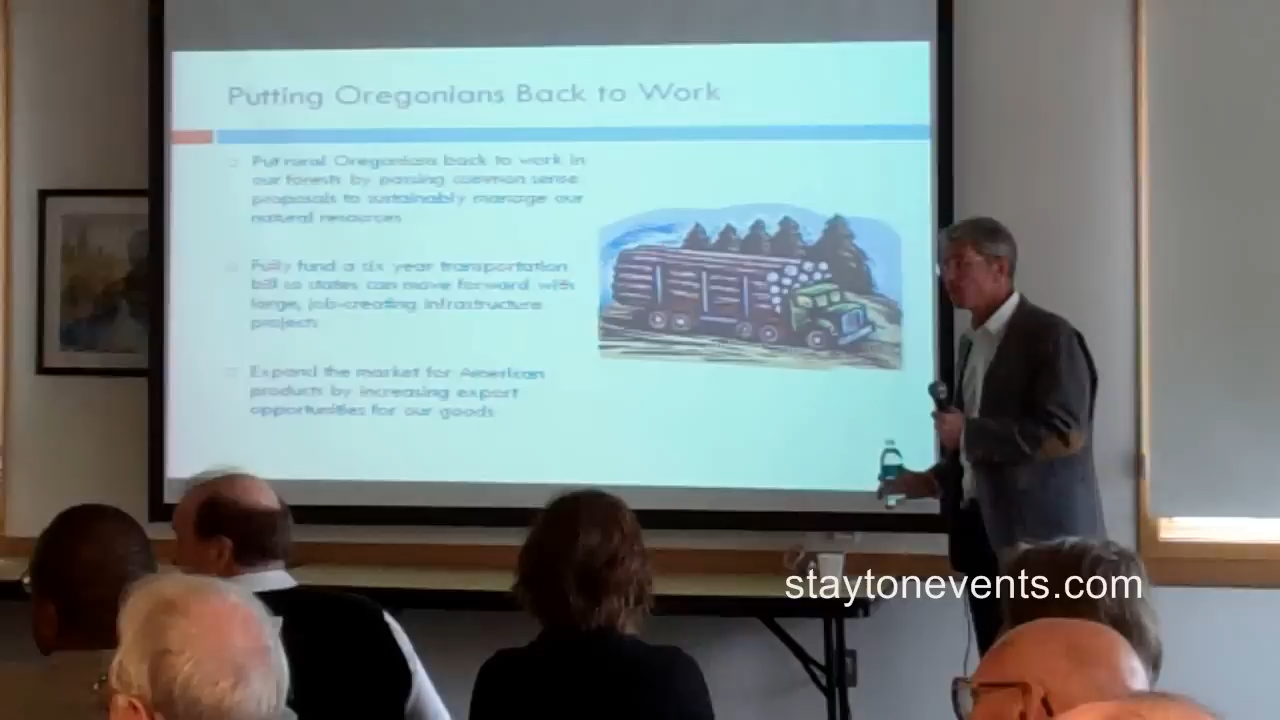 Putting Oregonians Back to Work
Put rural Oregonians back to work in
our forests by passing common sense
proposals to sustainably manage our
natural resources
Fully fund a six year transportation
bill so states can move forward with
large, job-creating infrastructure
projects
Expand the market for American
products by increasing export
opportunities for our goods
staytonevents.com